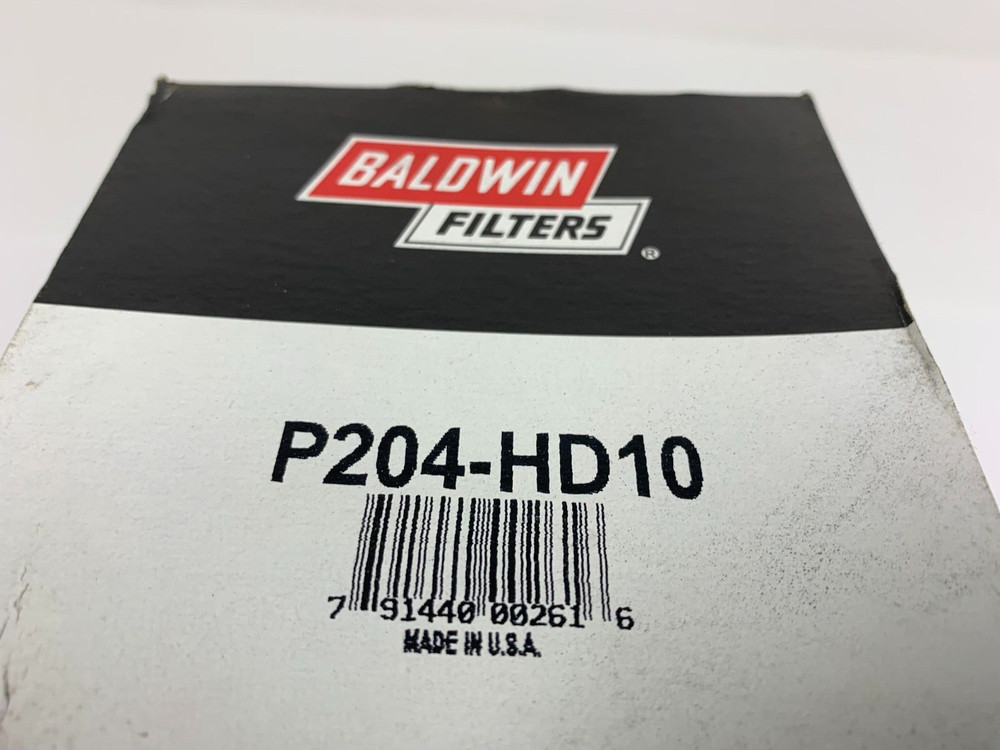 BALDWIN
FILTERS
®
P204-HD10
7 91440 00261 6
MADE IN U.S.A.